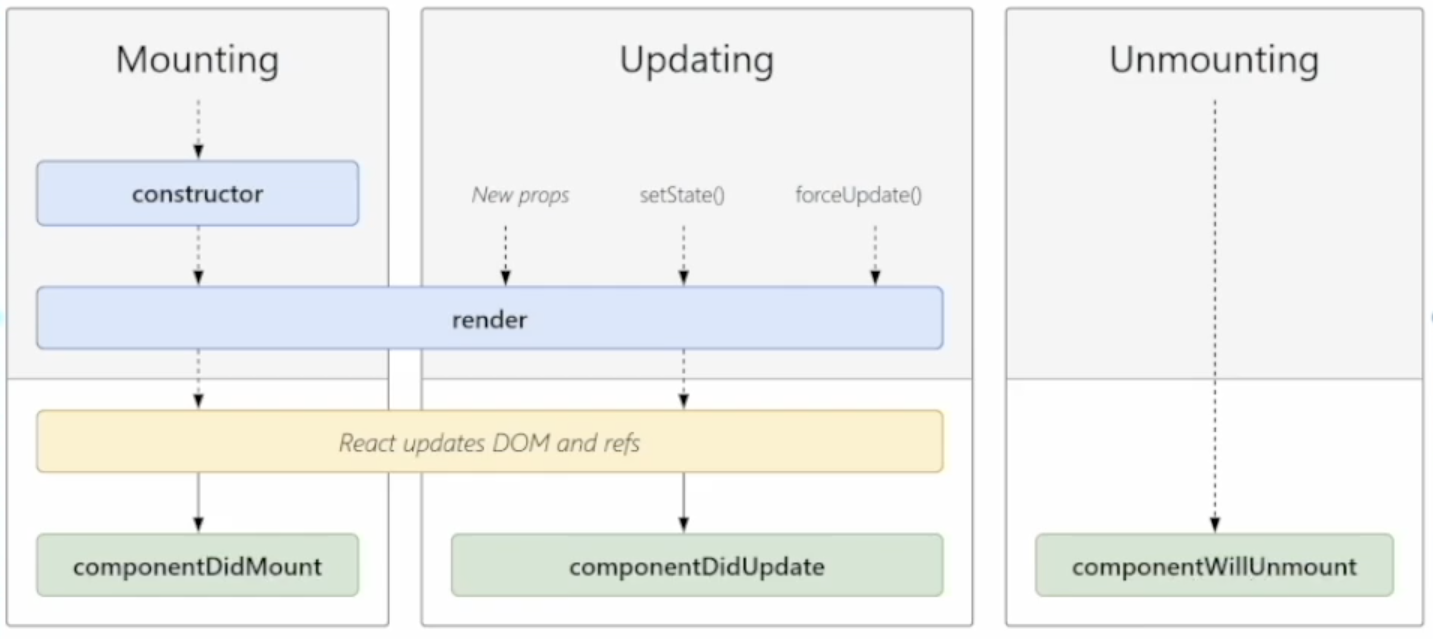 Mounting
Updating
Unmounting
constructor
New props
setState()
forceUpdate()
render
React updates DOM and refs
componentDidMount
componentDidUpdate
componentWillUnmount